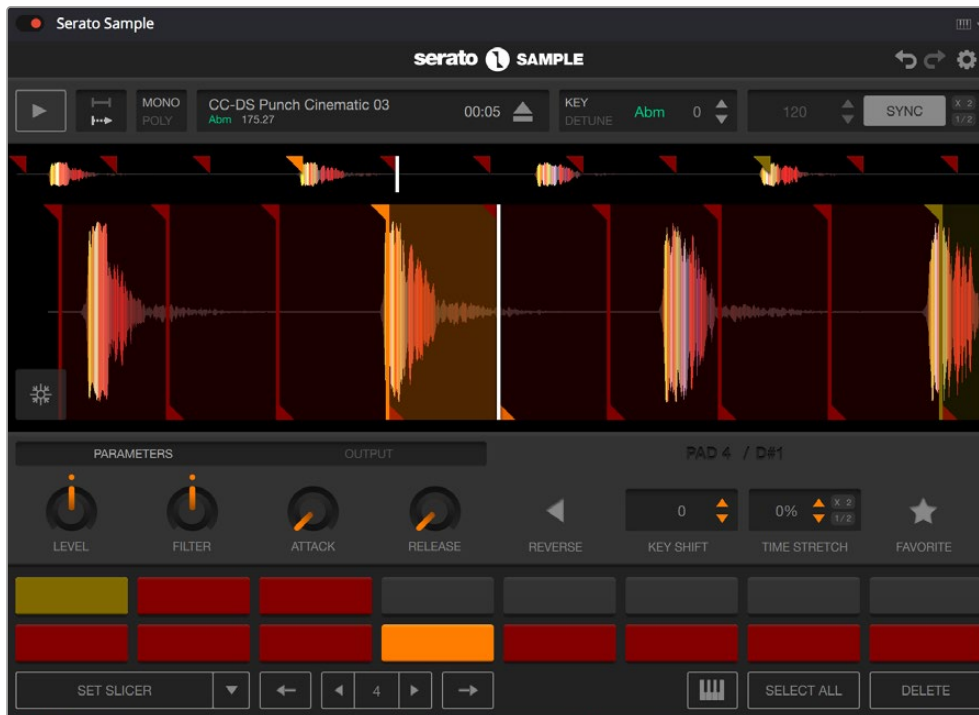 Serato Sample
serato SAMPLE
MONO
POLY
CC-DS Punch Cinematic 03
Abm 175.27
00:05
KEY
DETUNE
Abm 0
120
SYNC
X 2
1/2
PARAMETERS
OUTPUT
PAD 4 / D#1
0
0%
X 2
1/2
LEVEL
FILTER
ATTACK
RELEASE
REVERSE
KEY SHIFT
TIME STRETCH
FAVORITE
SET SLICER
4
SELECT ALL
DELETE